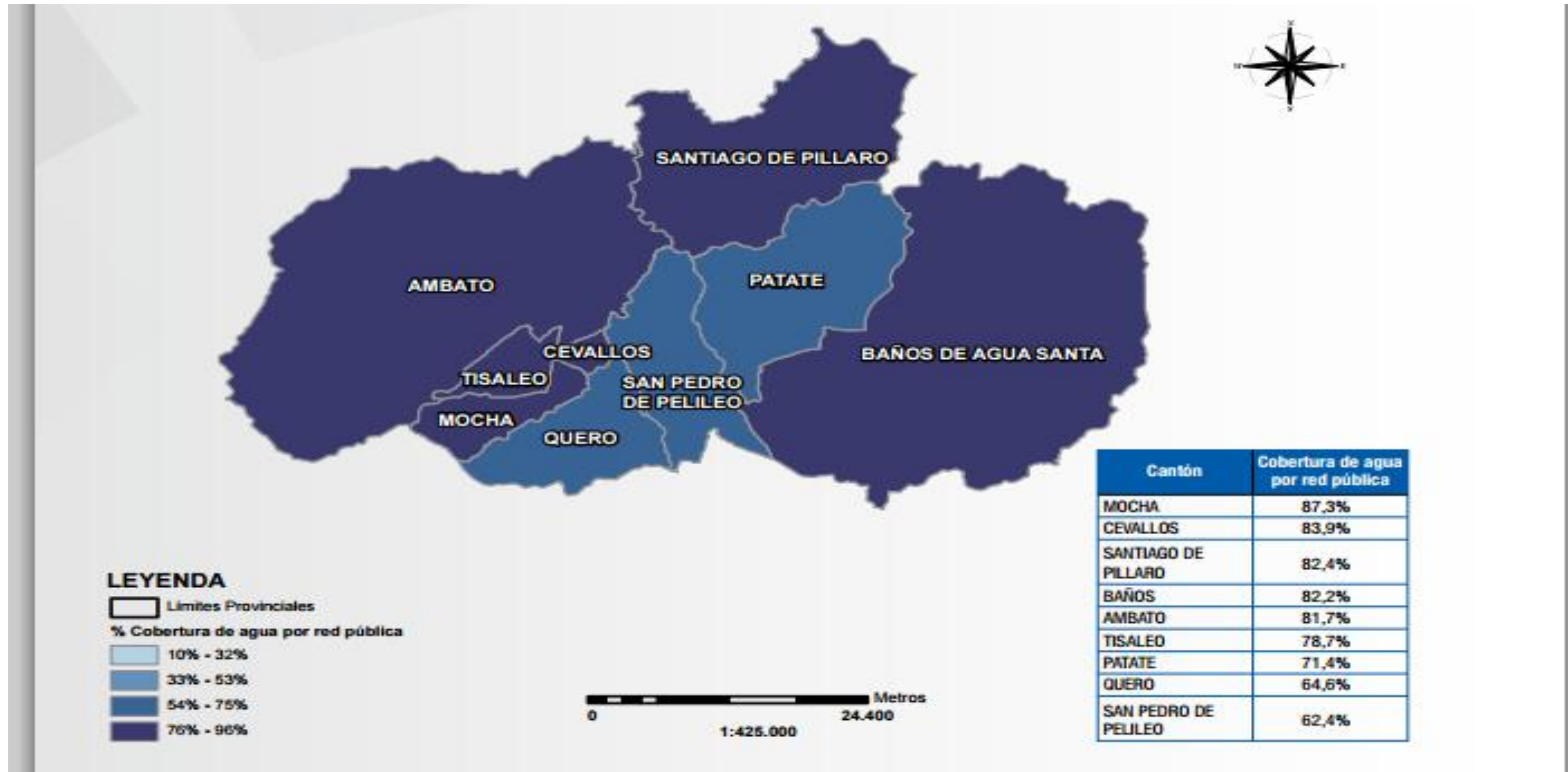 SANTIAGO DE PILLARO
AMBATO
PATATE
CEVALLOS
BAÑOS DE AGUA SANTA
TISALEO
SAN PEDRO
DE PELILEO
MOCHA
QUERO
Cantón
Cobertura de agua
por red pública
MOCHA 87,3%
CEVALLOS 83,9%
SANTIAGO DE
PILLARO 82,4%
BAÑOS 82,2%
AMBATO 81,7%
TISALEO 78,7%
PATATE 71,4%
QUERO 64,6%
SAN PEDRO DE
PELILEO 62,4%
LEYENDA
Límites Provinciales
% Cobertura de agua por red pública
10% - 32%
33% - 53%
54% - 75%
76% - 96%
Metros
0 24.400
1:425.000